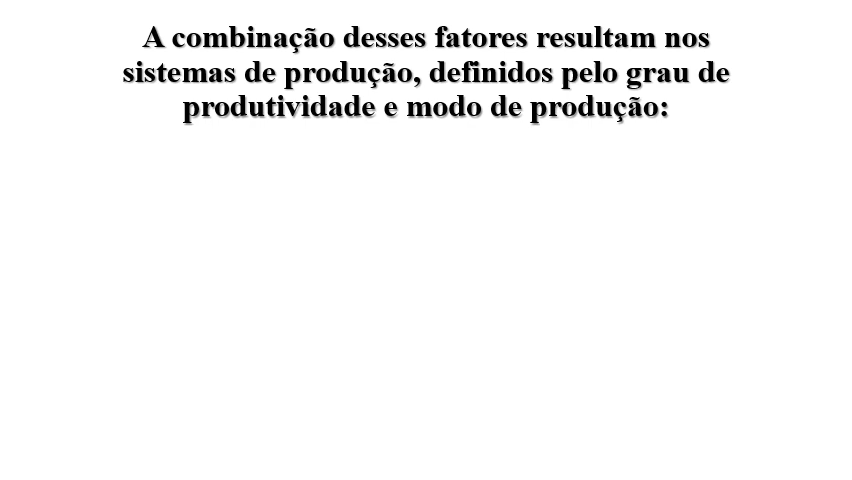 A combinação desses fatores resultam nos
sistemas de produção, definidos pelo grau de
produtividade e modo de produção: